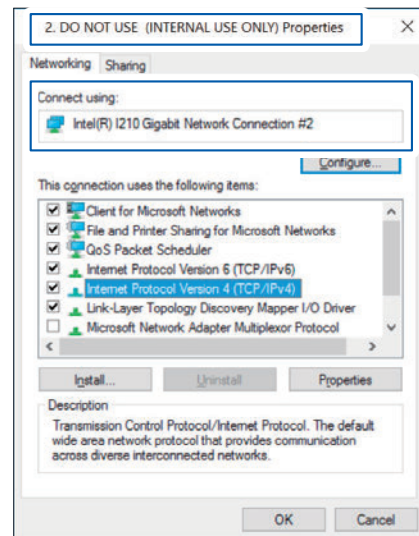 2. DO NOT USE (INTERNAL USE ONLY) Properties
Networking Sharing
Connect using:
Intel(R) I210 Gigabit Network Connection #2
Configure...
This connection uses the following items:
Client for Microsoft Networks
File and Printer Sharing for Microsoft Networks
QoS Packet Scheduler
Internet Protocol Version 6 (TCP/IPv6)
Internet Protocol Version 4 (TCP/IPv4)
Link-Layer Topology Discovery Mapper I/O Driver
Microsoft Network Adapter Multiplexor Protocol
Install... Uninstall Properties
Description
Transmission Control Protocol/Internet Protocol. The default
wide area network protocol that provides communication
across diverse interconnected networks.
OK Cancel